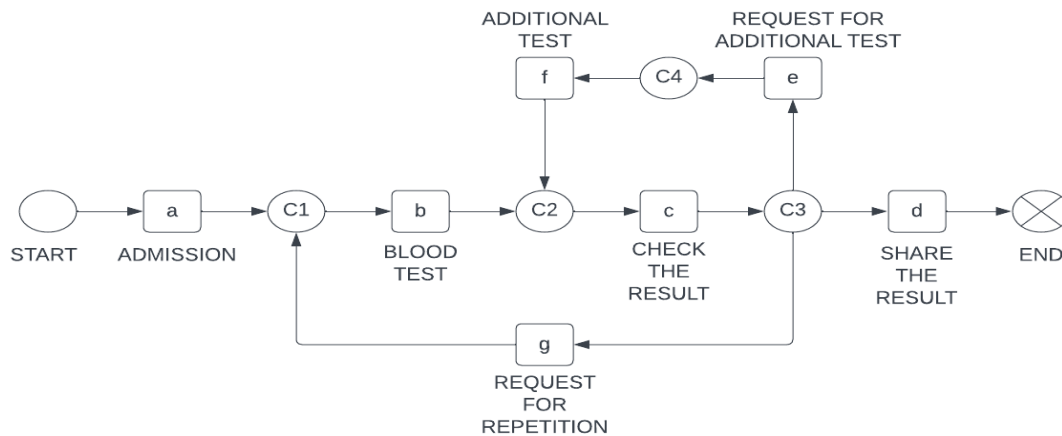 ADDITIONAL
TEST
REQUEST FOR
ADDITIONAL TEST
f
C4
e
a
C1
b
C2
c
C3
d
START
ADMISSION
BLOOD
TEST
CHECK
THE
RESULT
SHARE
THE
RESULT
END
g
REQUEST
FOR
REPETITION